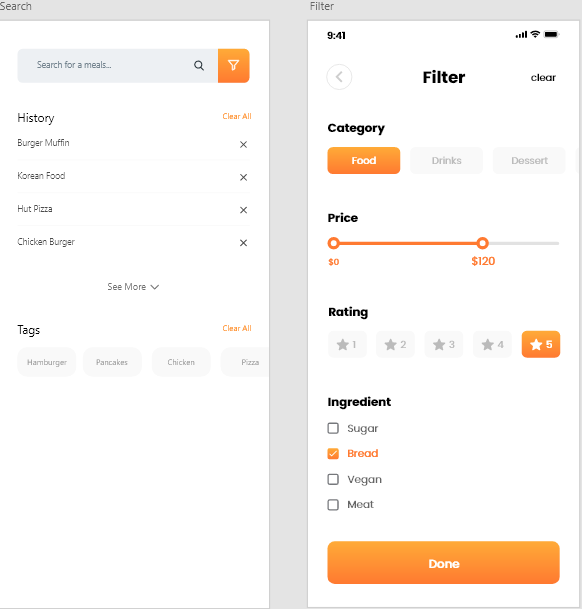 Search
Search for a meals...
History
Clear All
Burger Muffin
Korean Food
Hut Pizza
Chicken Burger
See More
Tags
Clear All
Hamburger
Pancakes
Chicken
Pizza
Filter
9:41
Filter
clear
Category
Food
Drinks
Dessert
Price
$0
$120
Rating
1
2
3
4
5
Ingredient
Sugar
Bread
Vegan
Meat
Done